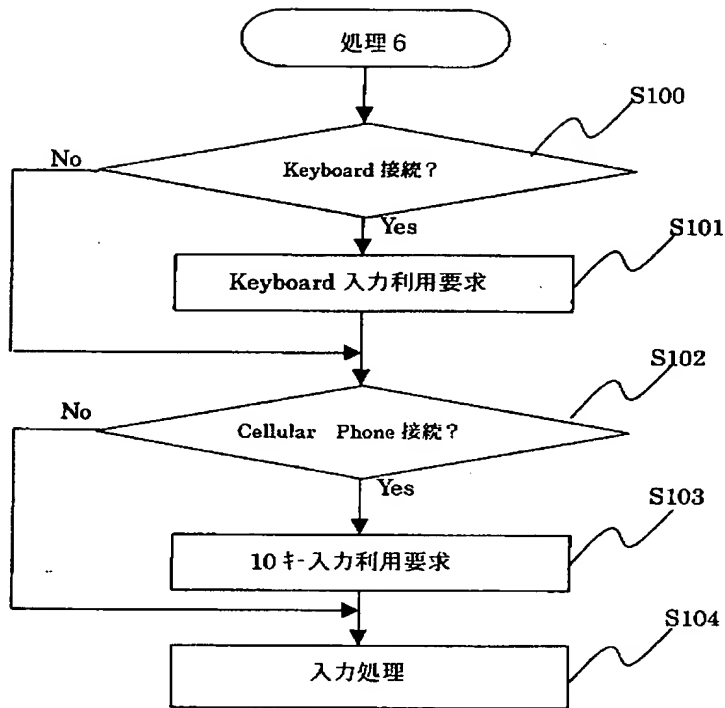 処理6
S100
No
Keyboard 接続?
Yes
S101
Keyboard 入力利用要求
S102
No
Cellular Phone 接続?
Yes
S103
10キー入力利用要求
S104
入力処理